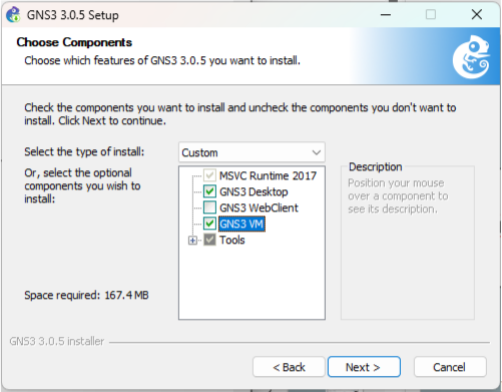 GNS3 3.0.5 Setup
Choose Components
Choose which features of GNS3 3.0.5 you want to install.
Check the components you want to install and uncheck the components you don't want to
install. Click Next to continue.
Select the type of install:
Custom
Or, select the optional
components you wish to
install:
MSVC Runtime 2017
GNS3 Desktop
GNS3 WebClient
GNS3 VM
Tools
Description
Position your mouse
over a component to
see its description.
Space required: 167.4 MB
GNS3 3.0.5 installer
< Back
Next >
Cancel